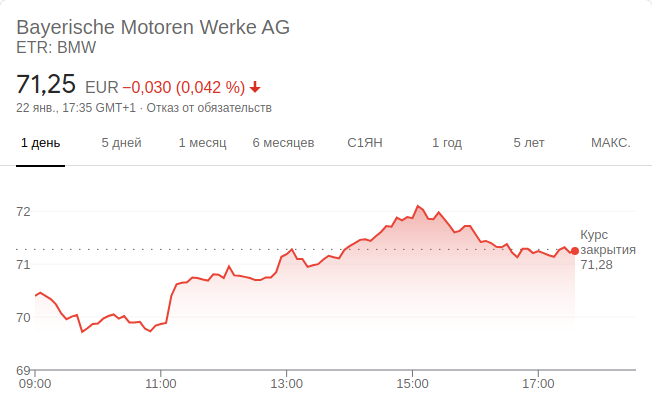 Bayerische Motoren Werke AG
ETR: BMW
71,25 EUR −0,030 (0,042 %)
22 янв., 17:35 GMT+1 · Отказ от обязательств
1 день 5 дней 1 месяц 6 месяцев С1ЯН 1 год 5 лет МАКС.
72
Курс
закрытия
71,28
71
70
69
09:00 11:00 13:00 15:00 17:00